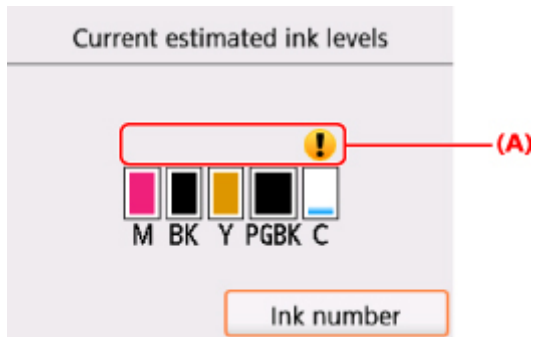 Current estimated ink levels
!
(A)
M BK Y PGBK C
Ink number